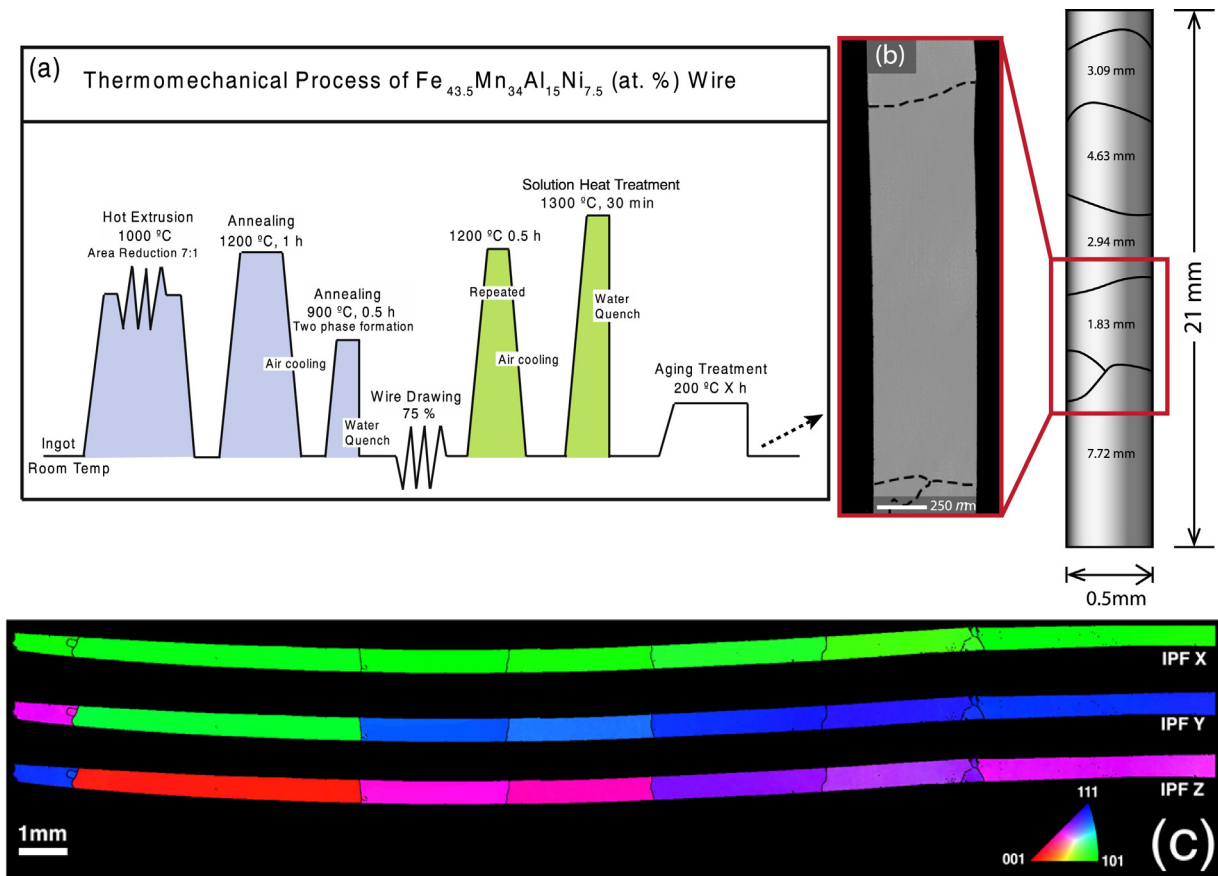 (a)
Thermomechanical Process of Fe43.5Mn34Al15Ni7.5 (at. %) Wire
Hot Extrusion
1000 ºC
Area Reduction 7:1
Annealing
1200 ºC, 1 h
Air cooling
Annealing
900 ºC, 0.5 h
Two phase formation
Water
Quench
Wire Drawing
75 %
1200 ºC 0.5 h
Repeated
Air cooling
Solution Heat Treatment
1300 ºC, 30 min
Water
Quench
Aging Treatment
200 ºC X h
Ingot
Room Temp
(b)
250 mm
3.09 mm
4.63 mm
2.94 mm
1.83 mm
7.72 mm
21 mm
0.5mm
IPF X
IPF Y
IPF Z
1mm
111
001
101
(c)